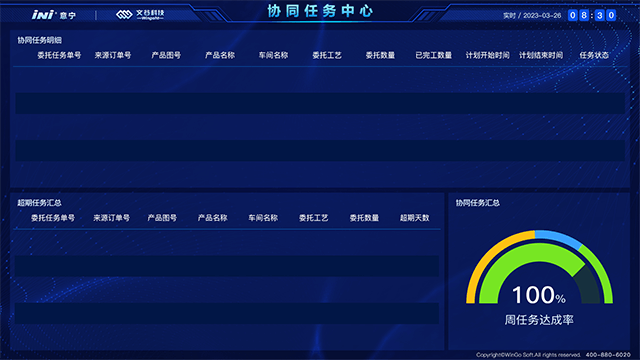 iNi 意宁 文谷科技 WinGoSoft 协同任务中心 实时 / 2023-03-26 08:30
协同任务明细
委托任务单号 来源订单号 产品图号 产品名称 车间名称 委托工艺 委托数量 已完工数量 计划开始时间 计划结束时间 任务状态
超期任务汇总
委托任务单号 来源订单号 产品图号 产品名称 车间名称 委托工艺 委托数量 超期天数
协同任务汇总
100%
周任务达成率
Copyright©WinGo Soft.All rights reserved. 400-880-6020